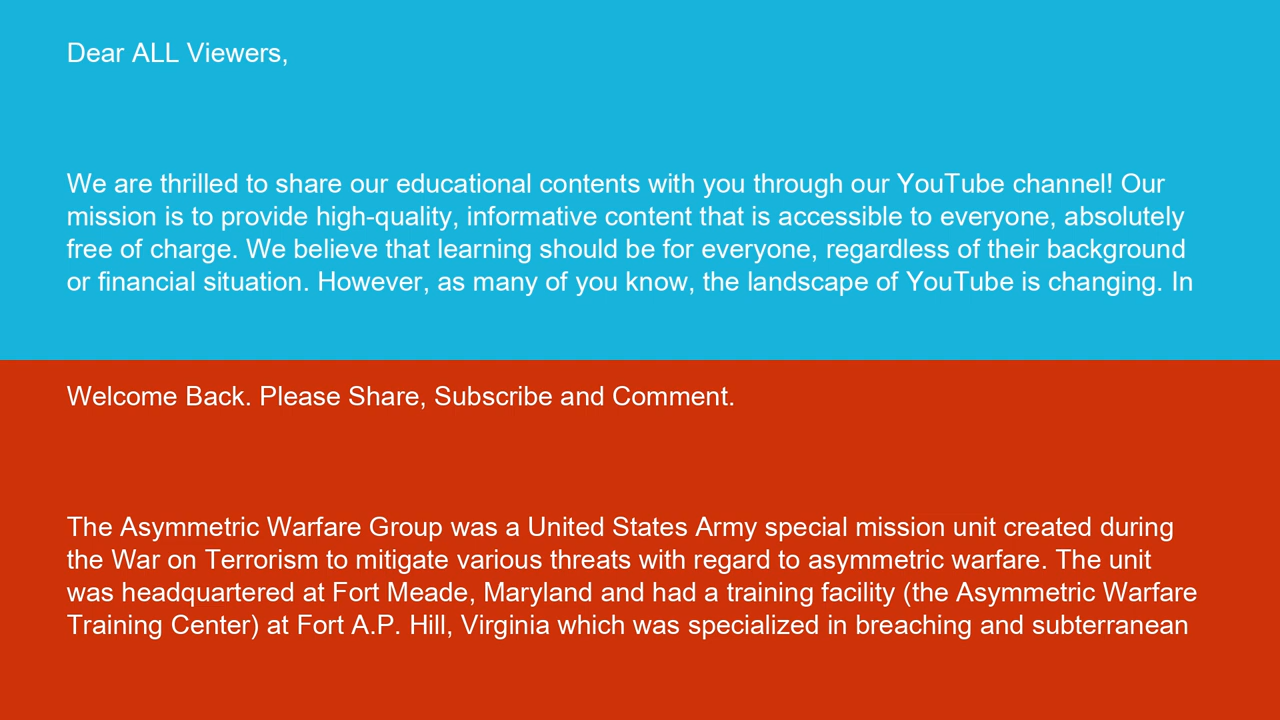 Dear ALL Viewers,
We are thrilled to share our educational contents with you through our YouTube channel! Our
mission is to provide high-quality, informative content that is accessible to everyone, absolutely
free of charge. We believe that learning should be for everyone, regardless of their background
or financial situation. However, as many of you know, the landscape of YouTube is changing. In
Welcome Back. Please Share, Subscribe and Comment.
The Asymmetric Warfare Group was a United States Army special mission unit created during
the War on Terrorism to mitigate various threats with regard to asymmetric warfare. The unit
was headquartered at Fort Meade, Maryland and had a training facility (the Asymmetric Warfare
Training Center) at Fort A.P. Hill, Virginia which was specialized in breaching and subterranean